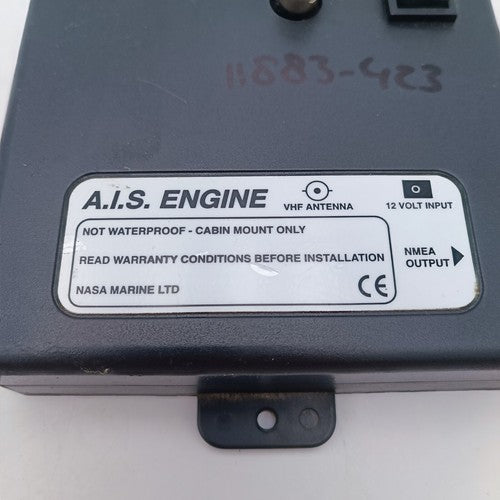 11883-423
A.I.S. ENGINE
VHF ANTENNA
12 VOLT INPUT
NOT WATERPROOF - CABIN MOUNT ONLY
READ WARRANTY CONDITIONS BEFORE INSTALLATION
NASA MARINE LTD
CE
NMEA
OUTPUT